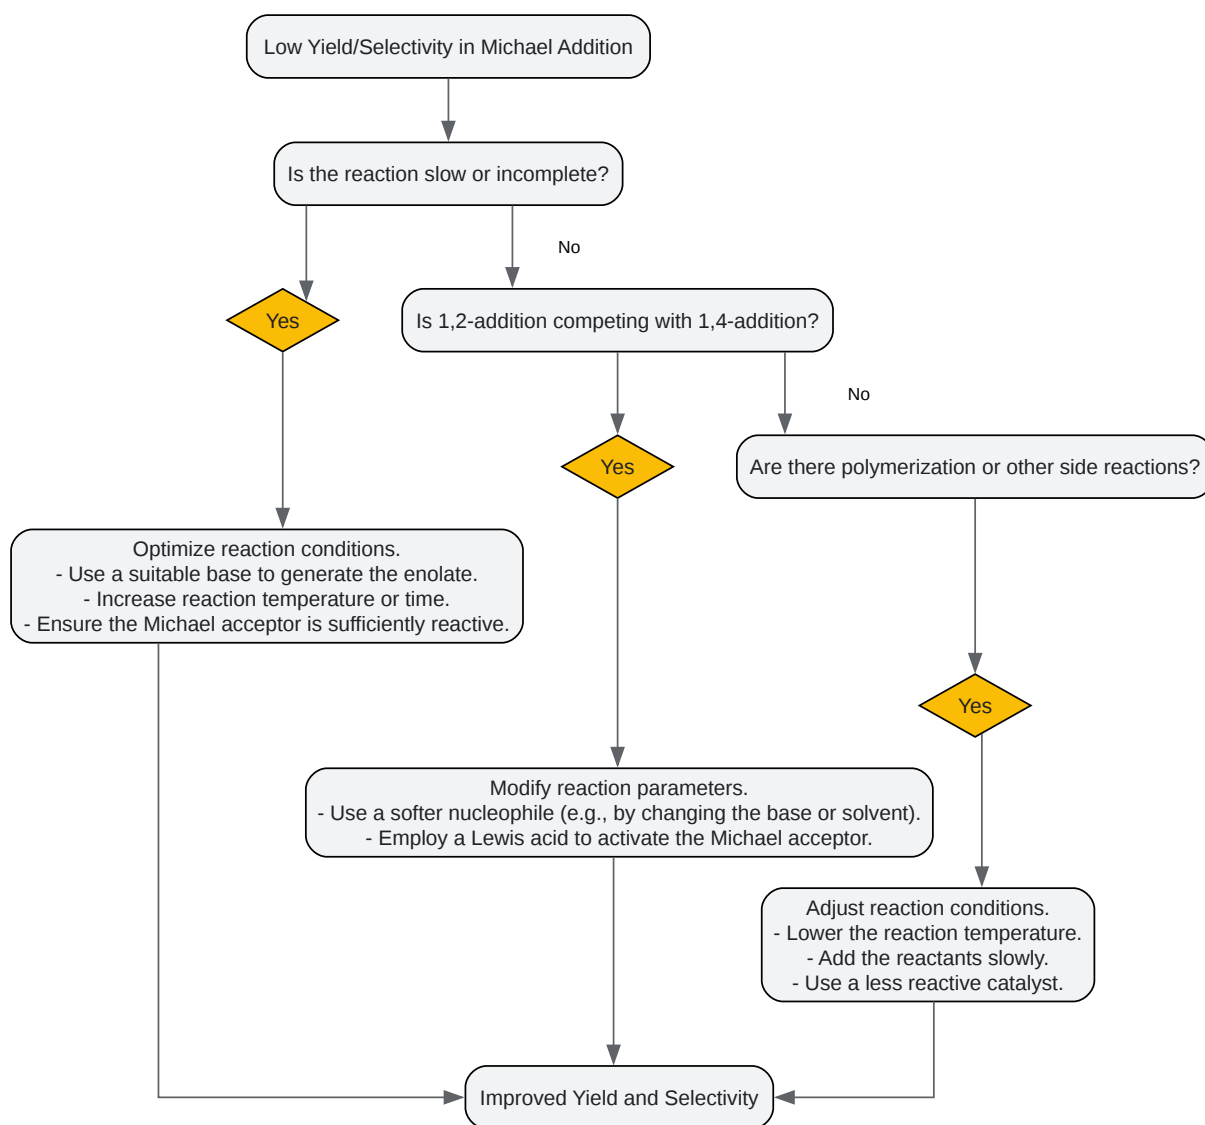 Low Yield/Selectivity in Michael Addition
Is the reaction slow or incomplete?
No
Yes
Is 1,2-addition competing with 1,4-addition?
No
Yes
Are there polymerization or other side reactions?
Optimize reaction conditions.
- Use a suitable base to generate the enolate.
- Increase reaction temperature or time.
- Ensure the Michael acceptor is sufficiently reactive.
Yes
Modify reaction parameters.
- Use a softer nucleophile (e.g., by changing the base or solvent).
- Employ a Lewis acid to activate the Michael acceptor.
Adjust reaction conditions.
- Lower the reaction temperature.
- Add the reactants slowly.
- Use a less reactive catalyst.
Improved Yield and Selectivity